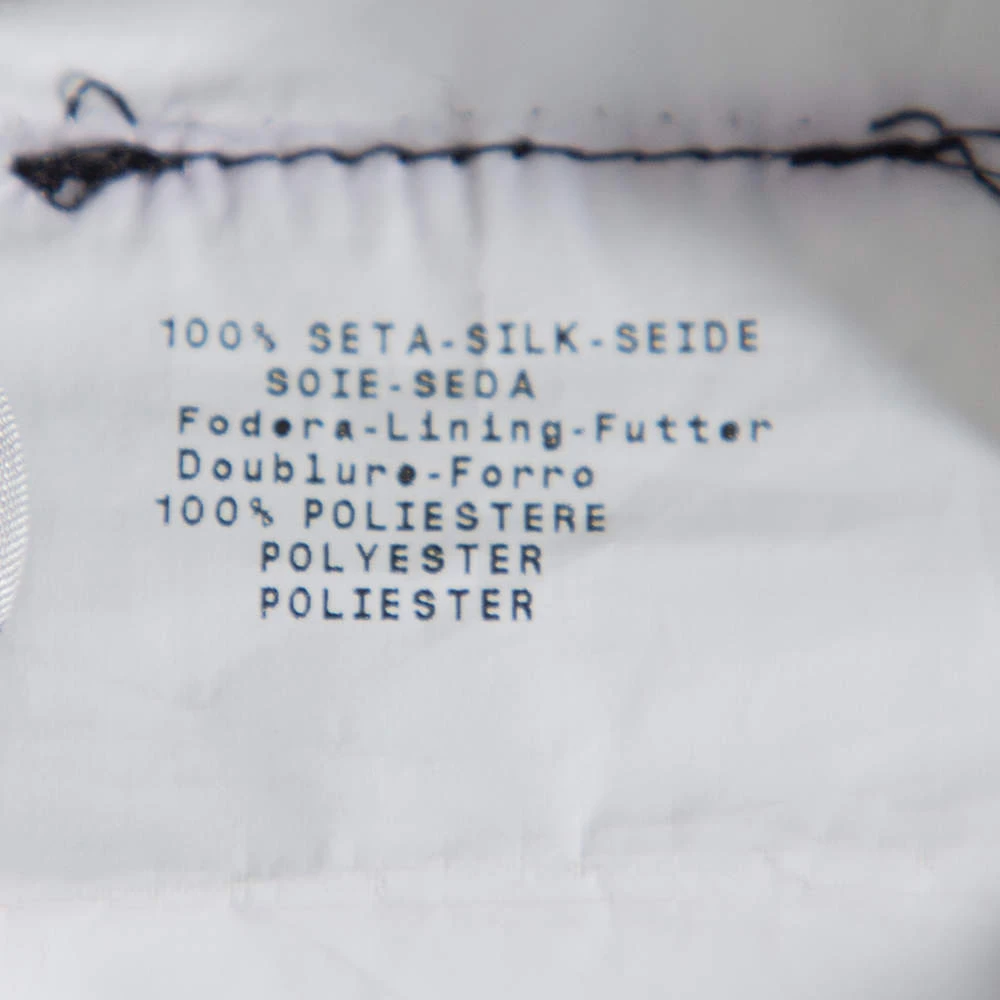 100% SETA-SILK-SEIDE
SOIE-SEDA
Fodera-Lining-Futter
Doublure-Forro
100% POLIESTERE
POLYESTER
POLIESTER